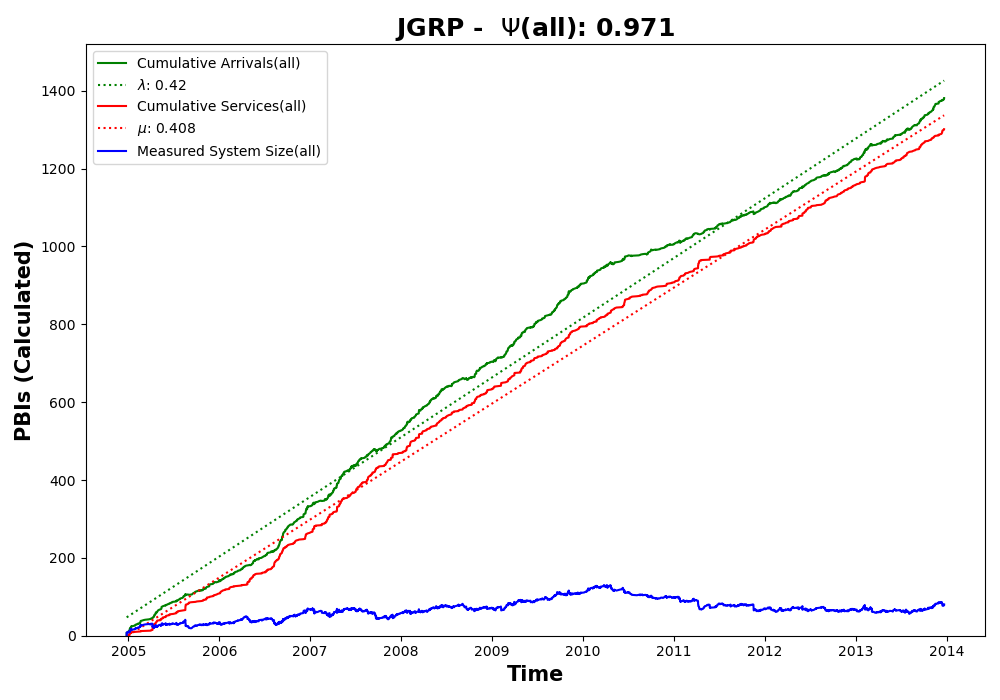 JGRP - Ψ(all): 0.971
Cumulative Arrivals(all)
λ: 0.42
Cumulative Services(all)
μ: 0.408
Measured System Size(all)
PBIs (Calculated)
1400
1200
1000
800
600
400
200
0
2005 2006 2007 2008 2009 2010 2011 2012 2013 2014
Time